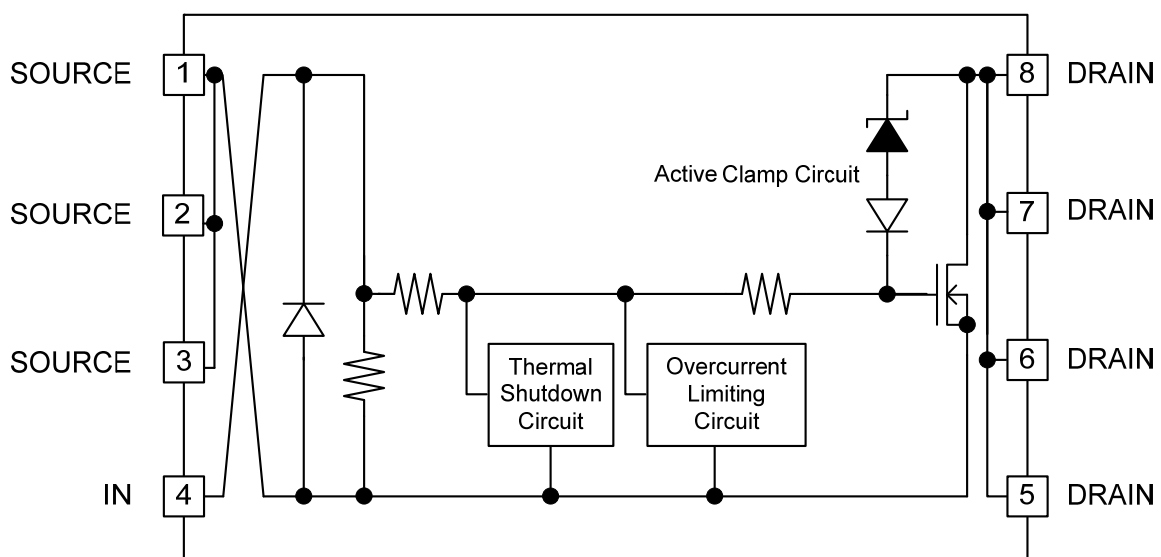 SOURCE 1 8 DRAIN
Active Clamp Circuit
SOURCE 2 7 DRAIN
SOURCE 3 6 DRAIN
Thermal
Shutdown
Circuit
Overcurrent
Limiting
Circuit
IN 4 5 DRAIN